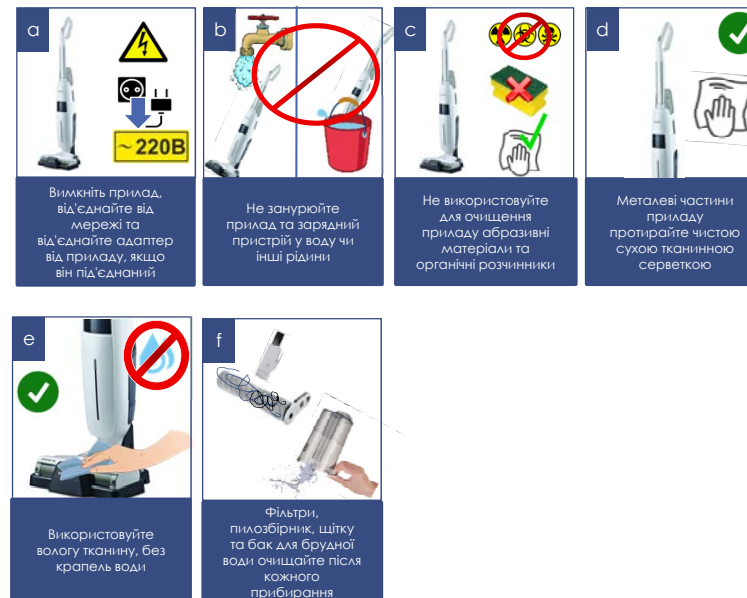 a
b
c
d
~220В
Вимкніть прилад,
від'єднайте від
мережі та
від'єднайте адаптер
від приладу, якщо
він під'єднаний
Не занурюйте
прилад та зарядний
пристрій у воду чи
інші рідини
Не використовуйте
для очищення
приладу абразивні
матеріали та
органічні розчинники
Металеві частини
приладу
протирайте чистою
сухою тканинною
серветкою
e
f
Використовуйте
вологу тканину, без
крапель води
Фільтри,
пилозбірник, щітку
та бак для брудної
води очищайте після
кожного
прибирання